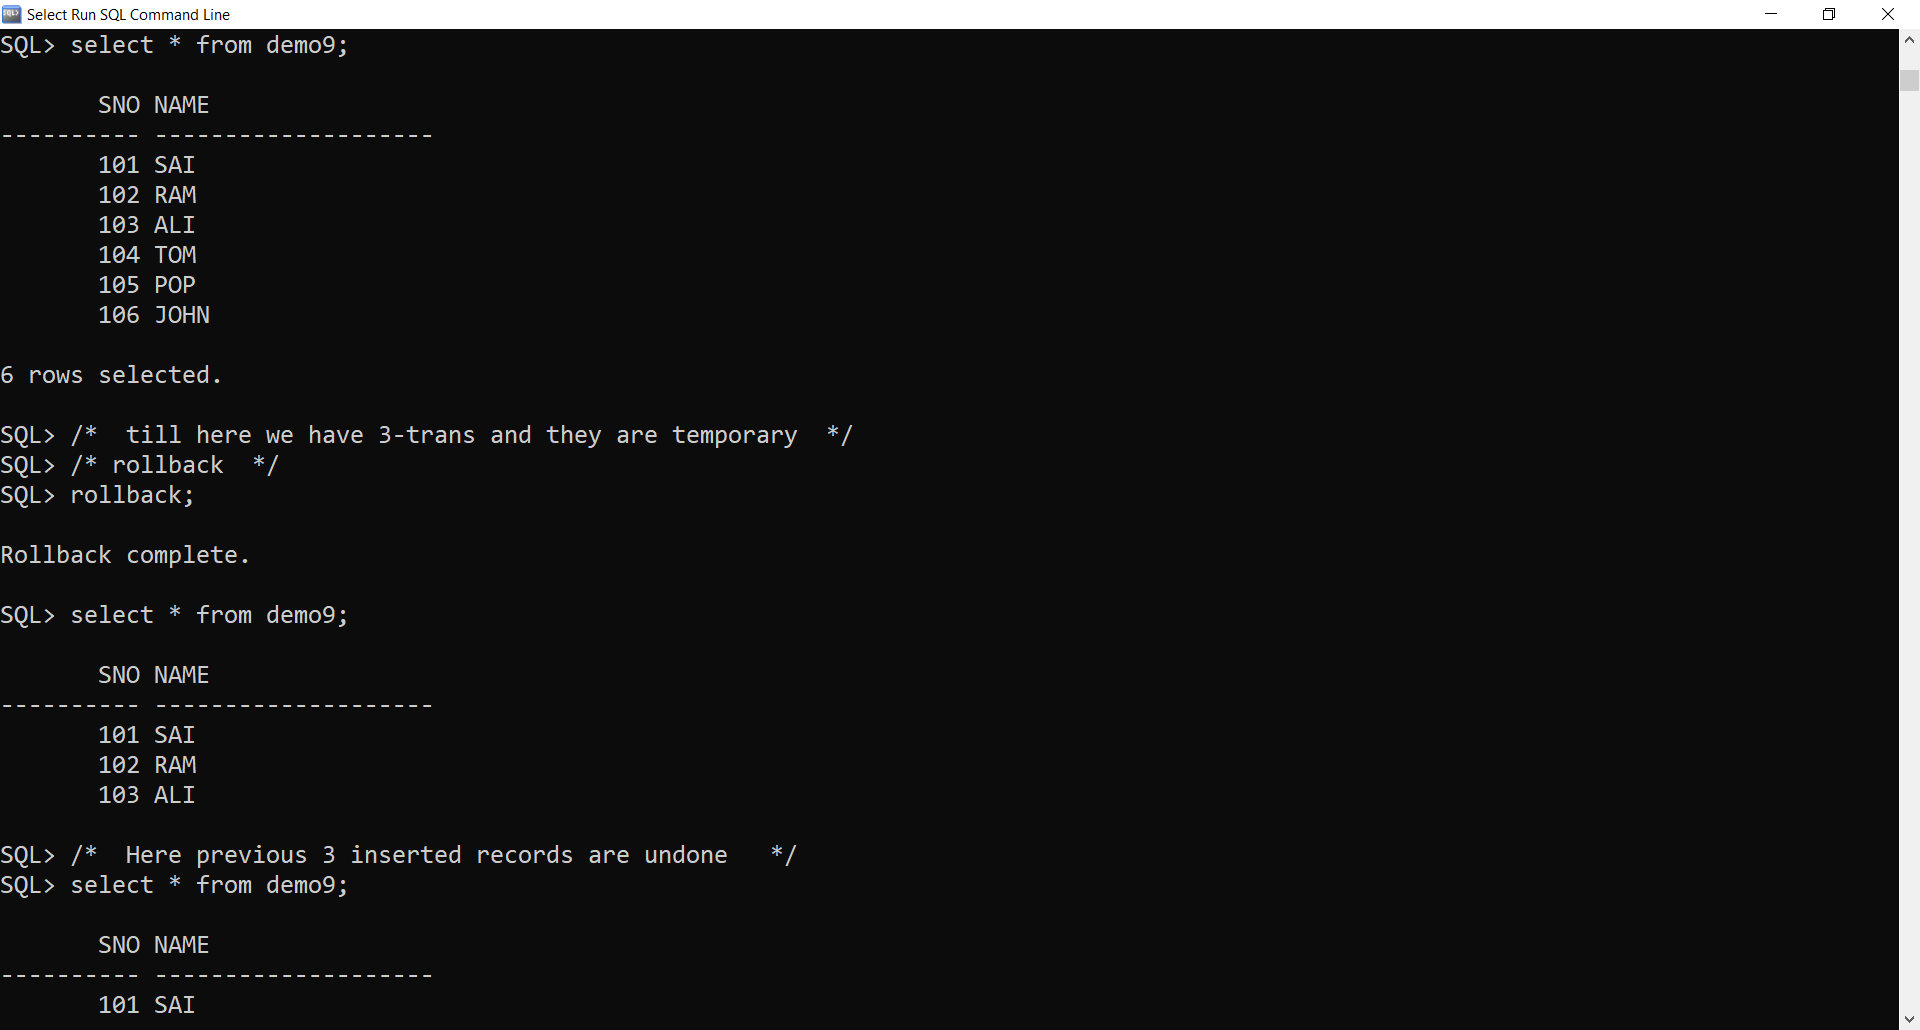 Select Run SQL Command Line
SQL> select * from demo9;
       SNO NAME
---------- --------------------
       101 SAI
       102 RAM
       103 ALI
       104 TOM
       105 POP
       106 JOHN
6 rows selected.
SQL> /*  till here we have 3-trans and they are temporary  */
SQL> /* rollback  */
SQL> rollback;
Rollback complete.
SQL> select * from demo9;
       SNO NAME
---------- --------------------
       101 SAI
       102 RAM
       103 ALI
SQL> /*  Here previous 3 inserted records are undone   */
SQL> select * from demo9;
       SNO NAME
---------- --------------------
       101 SAI